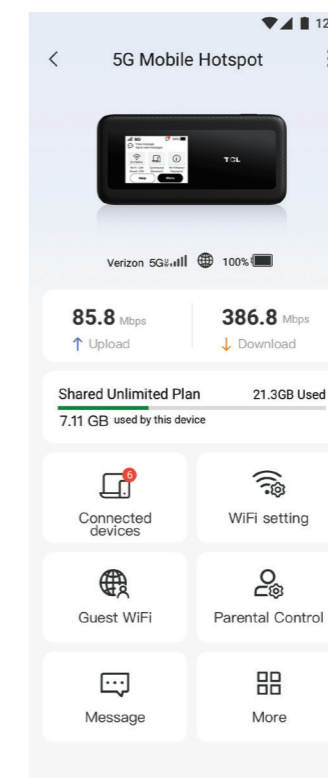 12
5G Mobile Hotspot
TCL
Verizon 5G 100%
85.8 Mbps 386.8 Mbps
Upload Download
Shared Unlimited Plan 21.3GB Used
7.11 GB used by this device
6
Connected
devices
WiFi setting
Guest WiFi Parental Control
Message More